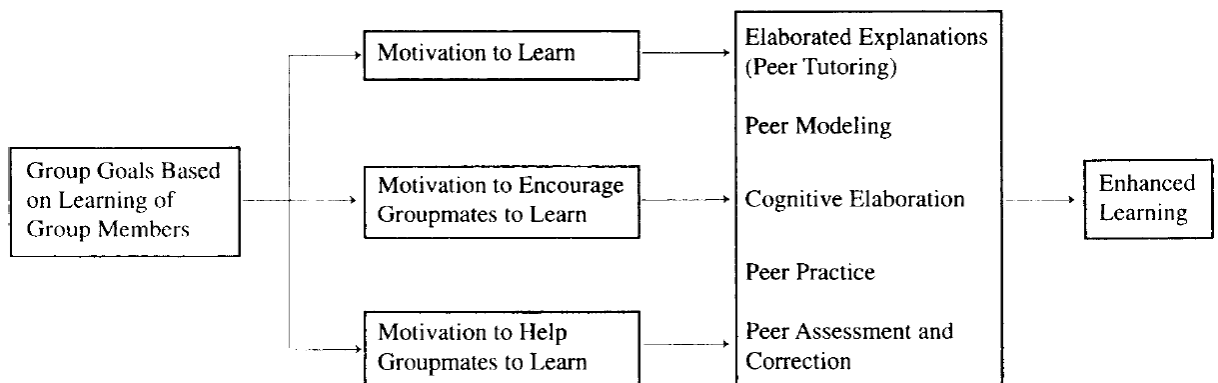 Group Goals Based
on Learning of
Group Members
Motivation to Learn
Motivation to Encourage
Groupmates to Learn
Motivation to Help
Groupmates to Learn
Elaborated Explanations
(Peer Tutoring)
Peer Modeling
Cognitive Elaboration
Peer Practice
Peer Assessment and
Correction
Enhanced
Learning